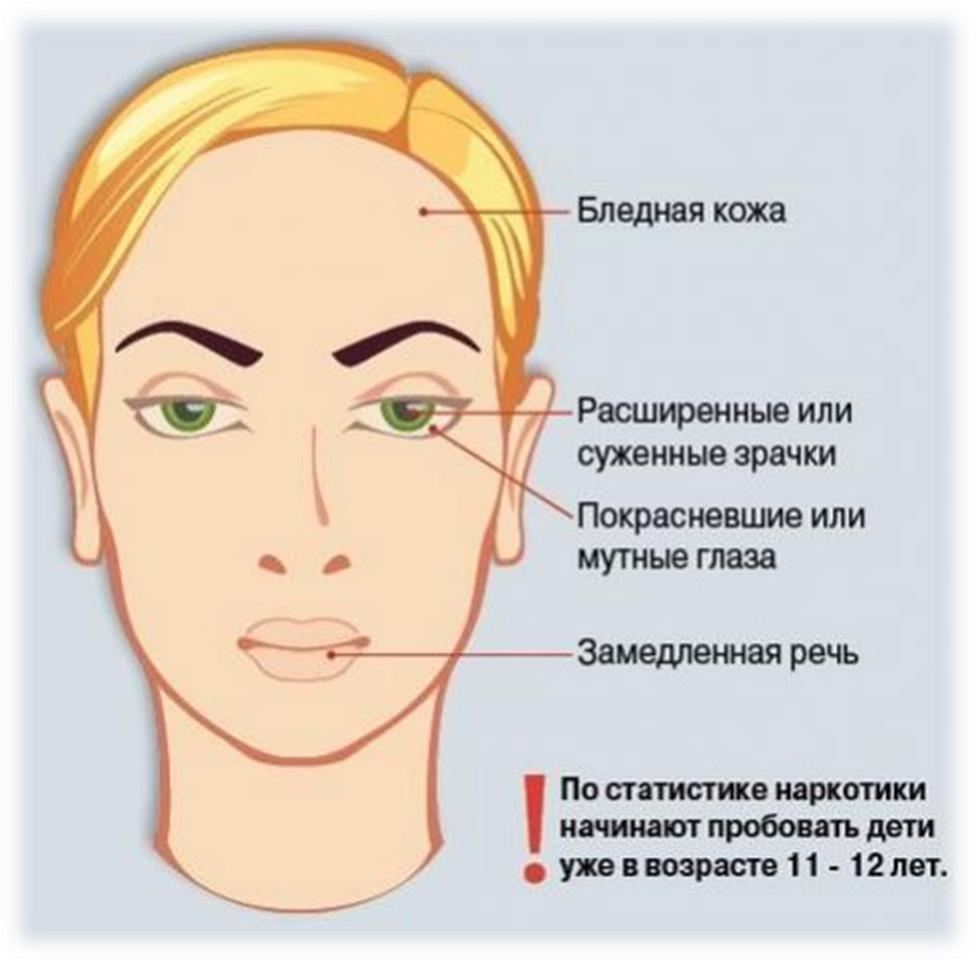 Бледная кожа
Расширенные или
суженные зрачки
Покрасневшие или
мутные глаза
Замедленная речь
! По статистике наркотики
начинают пробовать дети
уже в возрасте 11 - 12 лет.